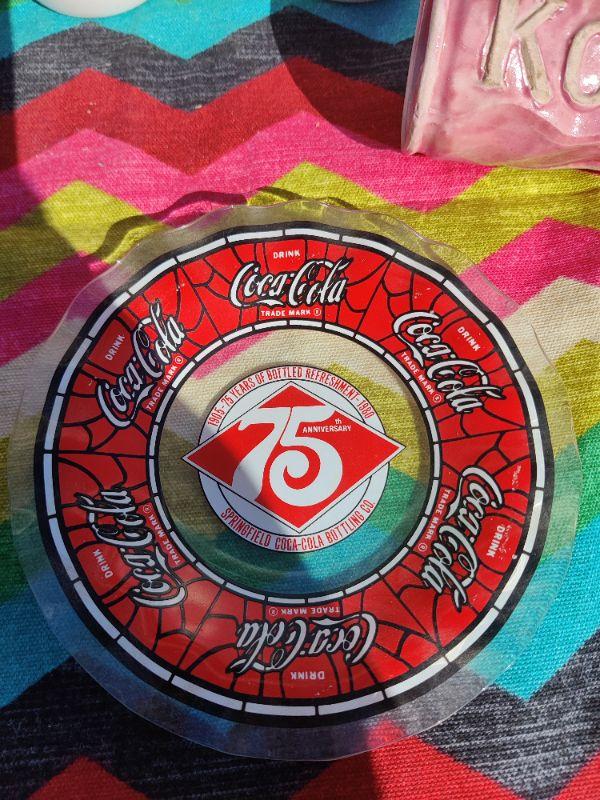 Ko
DRINK
Coca-Cola
TRADE MARK ®
DRINK
Coca-Cola
TRADE MARK ®
DRINK
Coca-Cola
TRADE MARK ®
DRINK
Coca-Cola
TRADE MARK ®
DRINK
Coca-Cola
TRADE MARK ®
DRINK
Coca-Cola
TRADE MARK ®
1905-75 YEARS OF BOTTLED REFRESHMENT-1980
75th
ANNIVERSARY
SPRINGFIELD COCA-COLA BOTTLING CO.